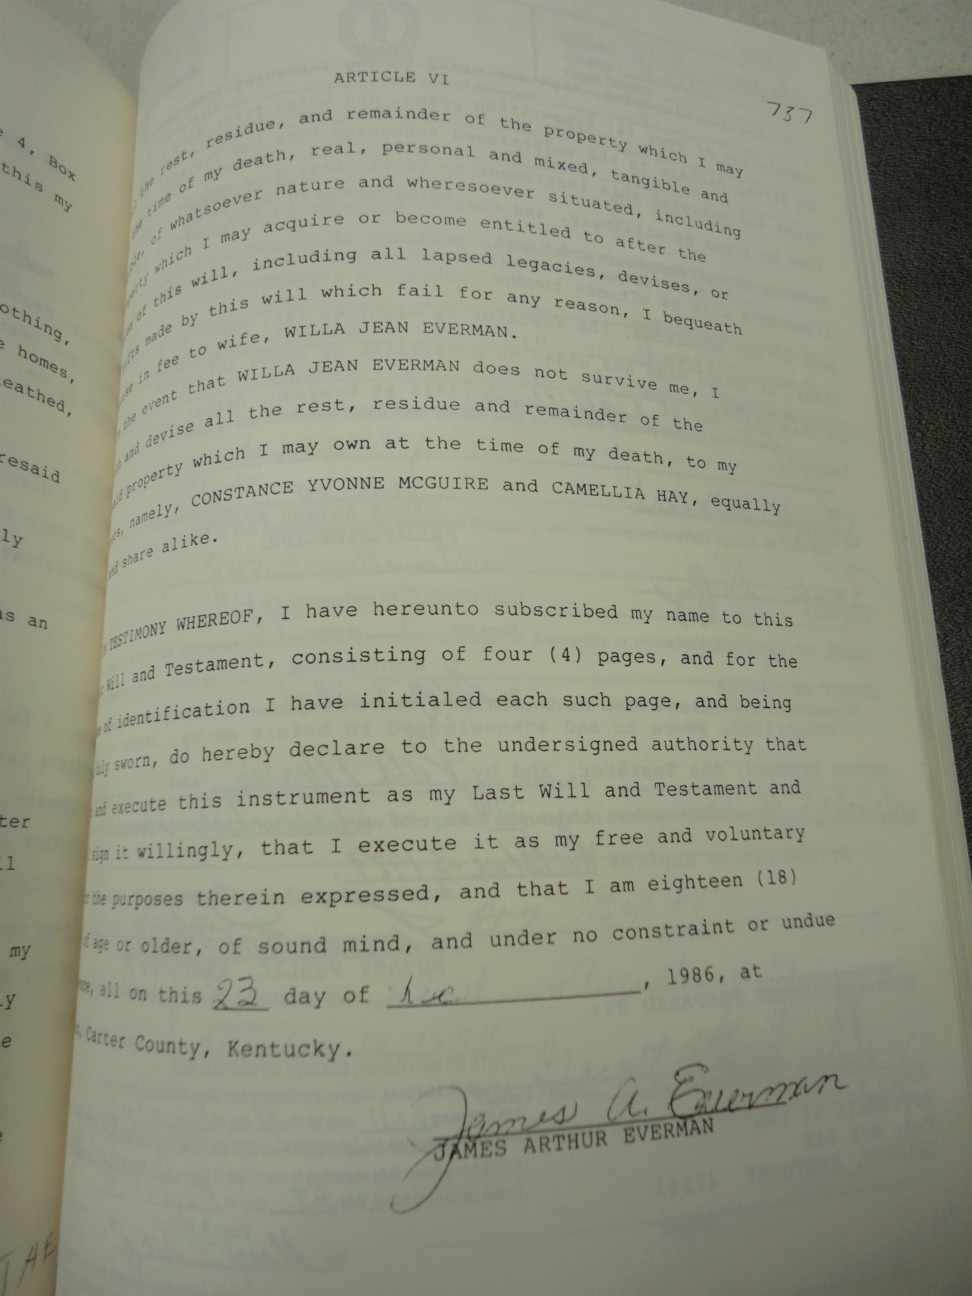 ARTICLE VI
737
the rest, residue, and remainder of the property which I may
time of my death, real, personal and mixed, tangible and
of whatsoever nature and wheresoever situated, including
which I may acquire or become entitled to after the
of this will, including all lapsed legacies, devises, or
made by this will which fail for any reason, I bequeath
in fee to wife, WILLA JEAN EVERMAN.
the event that WILLA JEAN EVERMAN does not survive me, I
and devise all the rest, residue and remainder of the
property which I may own at the time of my death, to my
namely, CONSTANCE YVONNE MCGUIRE and CAMELLIA HAY, equally
share alike.
TESTIMONY WHEREOF, I have hereunto subscribed my name to this
Will and Testament, consisting of four (4) pages, and for the
of identification I have initialed each such page, and being
sworn, do hereby declare to the undersigned authority that
and execute this instrument as my Last Will and Testament and
sign it willingly, that I execute it as my free and voluntary
the purposes therein expressed, and that I am eighteen (18)
of age or older, of sound mind, and under no constraint or undue
all on this 23 day of , 1986, at
Carter County, Kentucky.
James A. Everman
JAMES ARTHUR EVERMAN
4, Box
this my
othing,
homes,
eathed,
resaid
ly
as an
ter
my